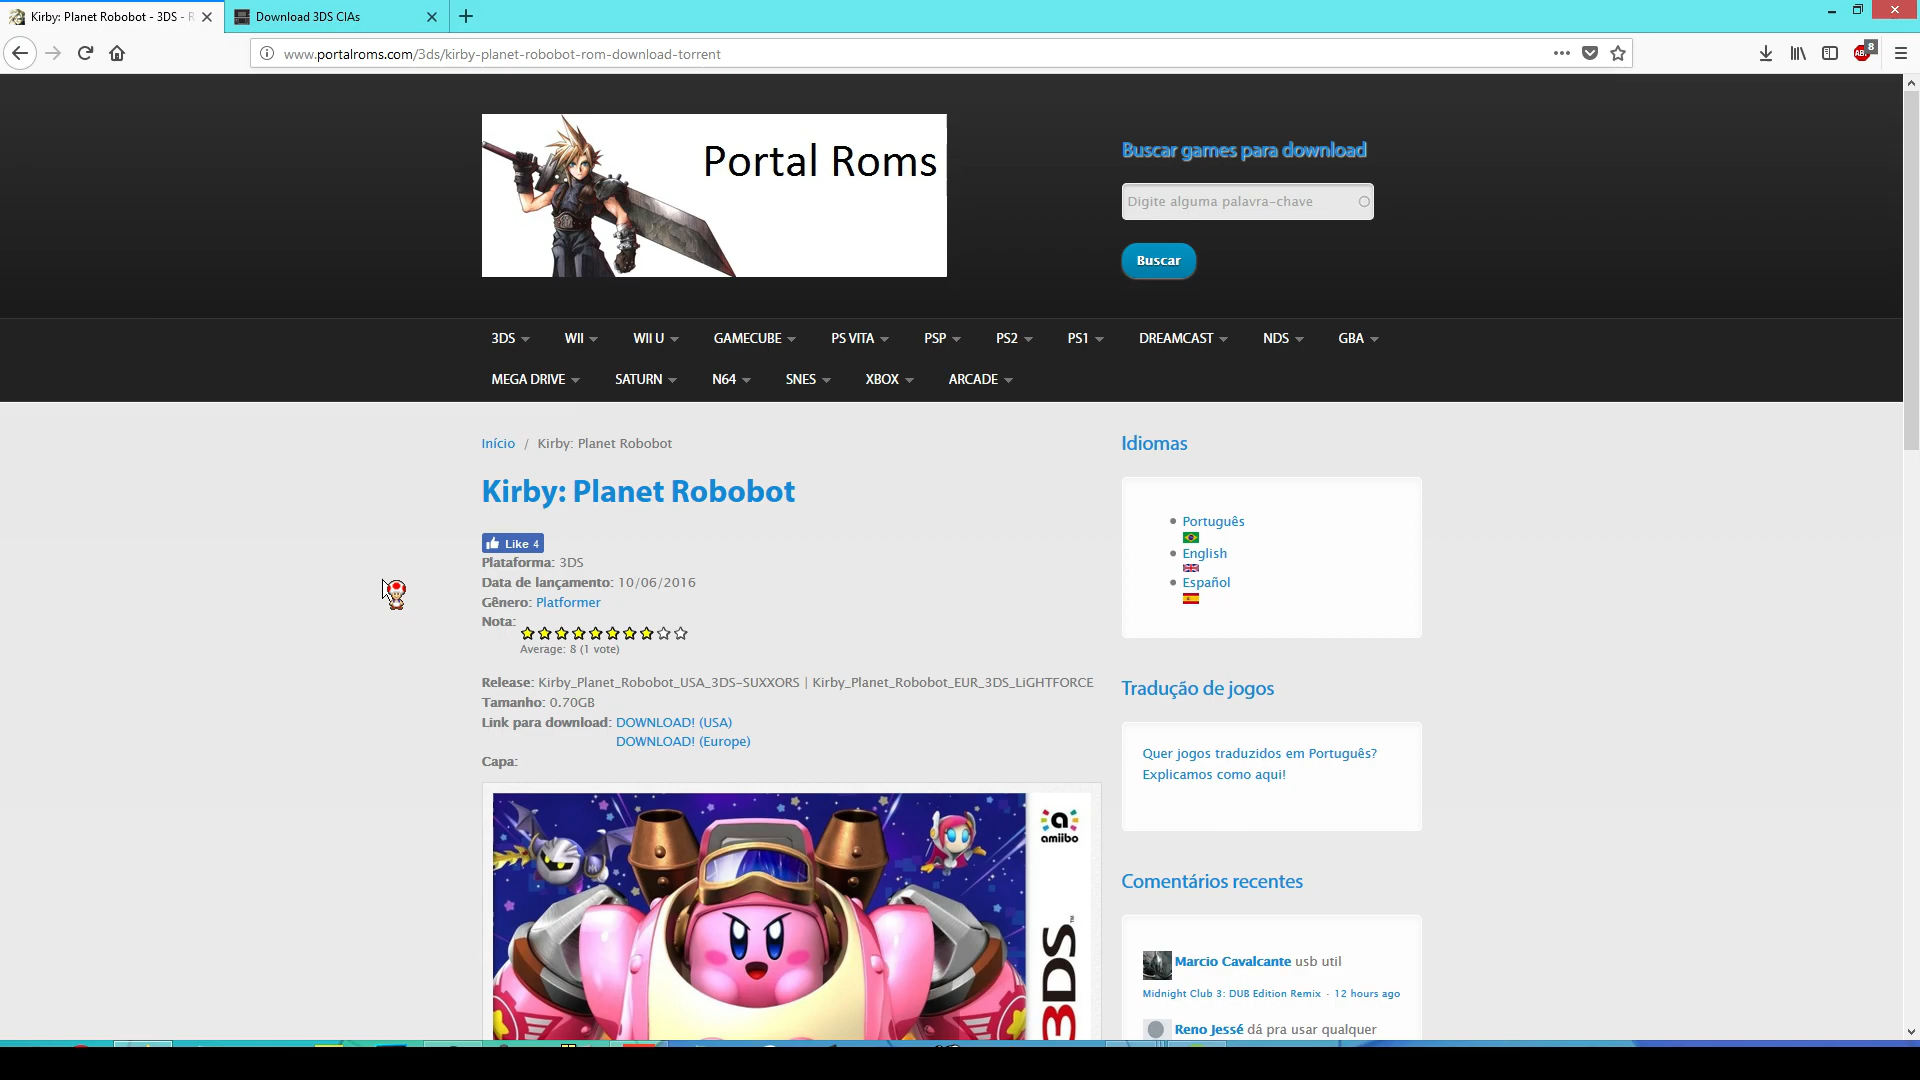 Kirby: Planet Robobot - 3DS - R
Download 3DS CIAs
www.portalroms.com/3ds/kirby-planet-robobot-rom-download-torrent
8
Portal Roms
Buscar games para download
Digite alguma palavra-chave
Buscar
3DS WII WII U GAMECUBE PS VITA PSP PS2 PS1 DREAMCAST NDS GBA
MEGA DRIVE SATURN N64 SNES XBOX ARCADE
Início / Kirby: Planet Robobot
Kirby: Planet Robobot
Like 4
Plataforma: 3DS
Data de lançamento: 10/06/2016
Gênero: Platformer
Nota:
Average: 8 (1 vote)
Release: Kirby_Planet_Robobot_USA_3DS-SUXXORS | Kirby_Planet_Robobot_EUR_3DS_LiGHTFORCE
Tamanho: 0.70GB
Link para download: DOWNLOAD! (USA)
DOWNLOAD! (Europe)
Capa:
amiibo
3DS
Idiomas
Português
English
Español
Tradução de jogos
Quer jogos traduzidos em Português?
Explicamos como aqui!
Comentários recentes
Marcio Cavalcante usb util
Midnight Club 3: DUB Edition Remix · 12 hours ago
Reno Jessé dá pra usar qualquer